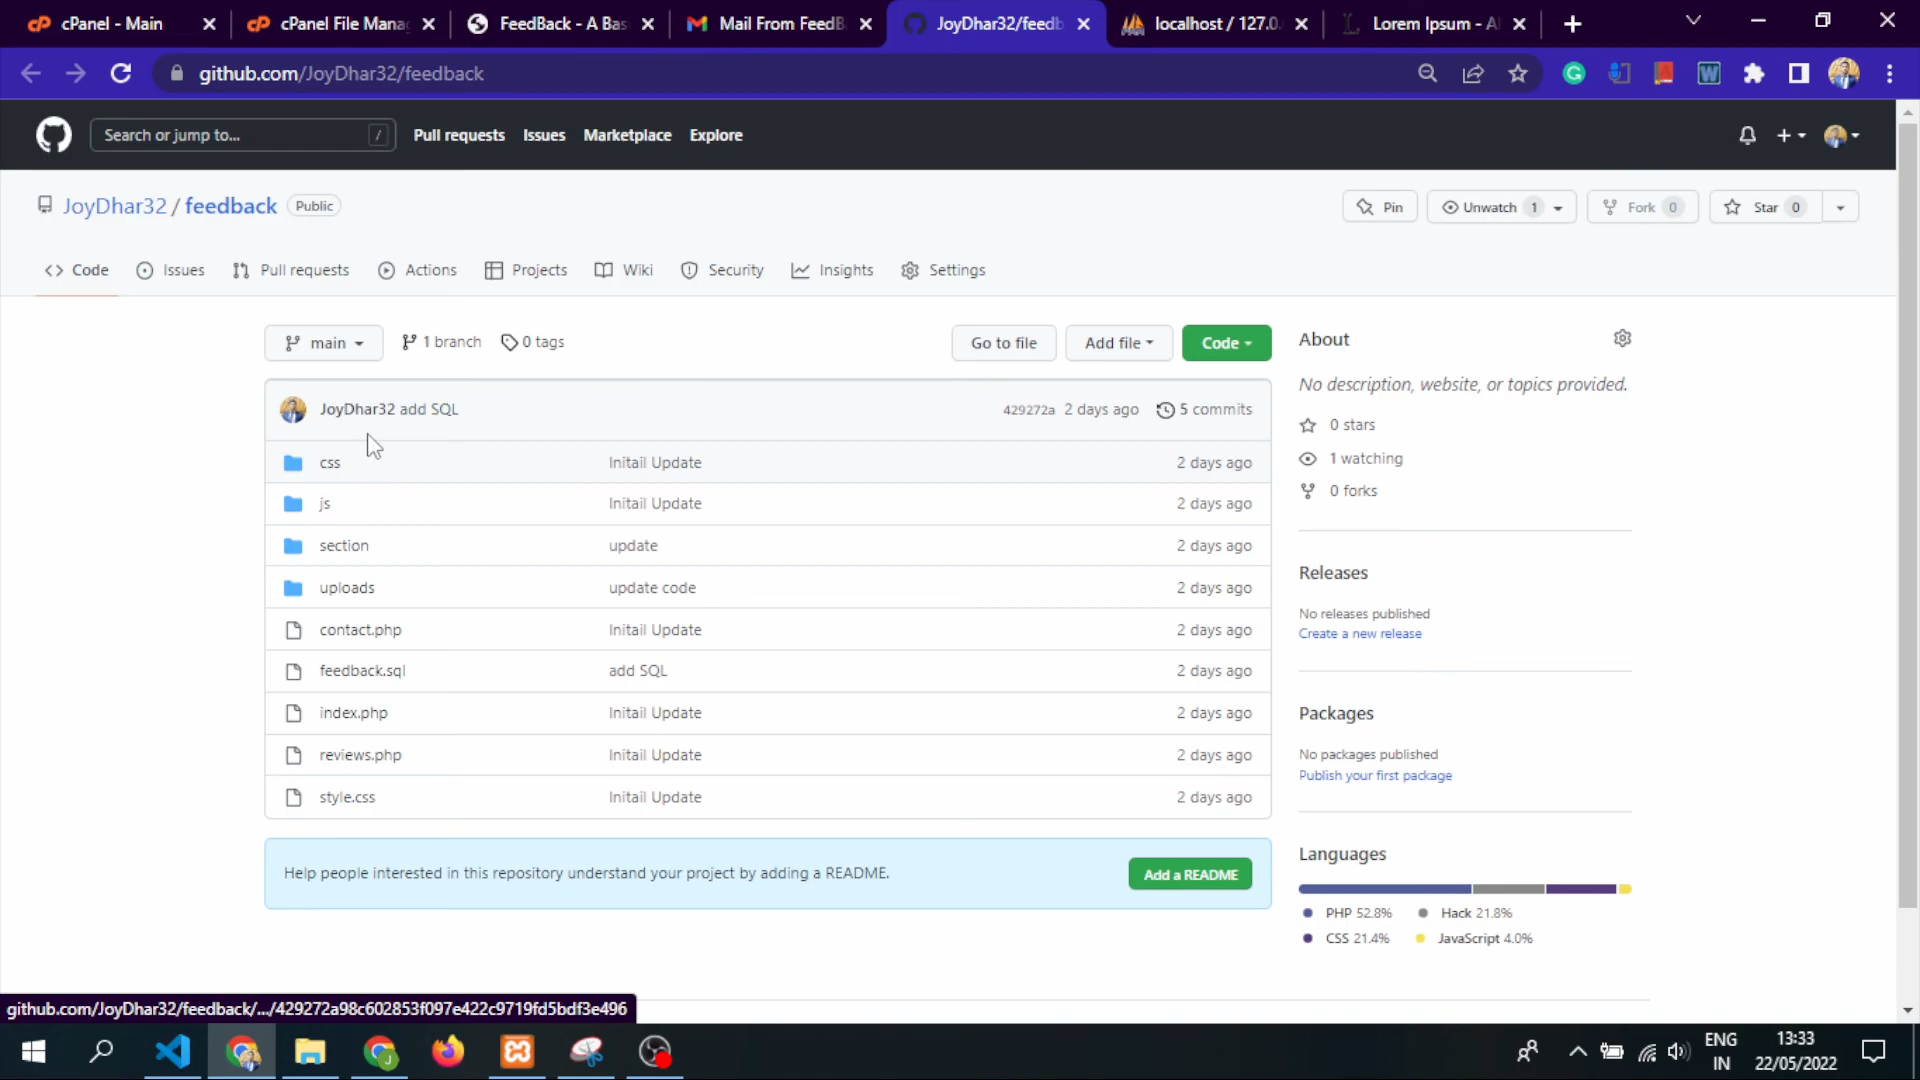 cPanel - Main
cPanel File Manag
FeedBack - A Bas
Mail From FeedB
JoyDhar32/feedb
localhost / 127.0.
Lorem Ipsum - Al
github.com/JoyDhar32/feedback
Search or jump to...
/
Pull requests
Issues
Marketplace
Explore
JoyDhar32 / feedback
Public
Pin
Unwatch 1
Fork 0
Star 0
Code
Issues
Pull requests
Actions
Projects
Wiki
Security
Insights
Settings
main
1 branch
0 tags
Go to file
Add file
Code
JoyDhar32 add SQL
429272a 2 days ago
5 commits
css Initail Update 2 days ago
js Initail Update 2 days ago
section update 2 days ago
uploads update code 2 days ago
contact.php Initail Update 2 days ago
feedback.sql add SQL 2 days ago
index.php Initail Update 2 days ago
reviews.php Initail Update 2 days ago
style.css Initail Update 2 days ago
Help people interested in this repository understand your project by adding a README.
Add a README
About
No description, website, or topics provided.
0 stars
1 watching
0 forks
Releases
No releases published
Create a new release
Packages
No packages published
Publish your first package
Languages
PHP 52.8%
Hack 21.8%
CSS 21.4%
JavaScript 4.0%
github.com/JoyDhar32/feedback/.../429272a98c602853f097e422c9719fd5bdf3e496
ENG
IN
13:33
22/05/2022